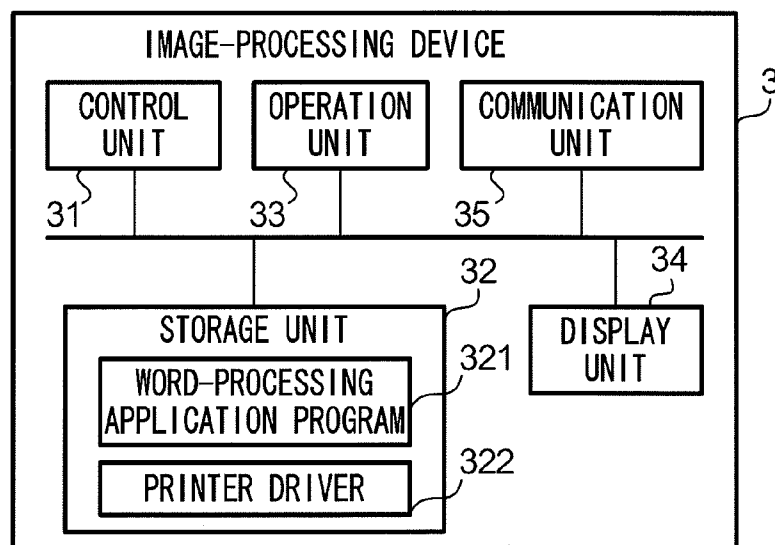 IMAGE-PROCESSING DEVICE
3
CONTROL
UNIT
OPERATION
UNIT
COMMUNICATION
UNIT
31
33
35
32
34
STORAGE UNIT
WORD-PROCESSING
APPLICATION PROGRAM
321
PRINTER DRIVER
322
DISPLAY
UNIT